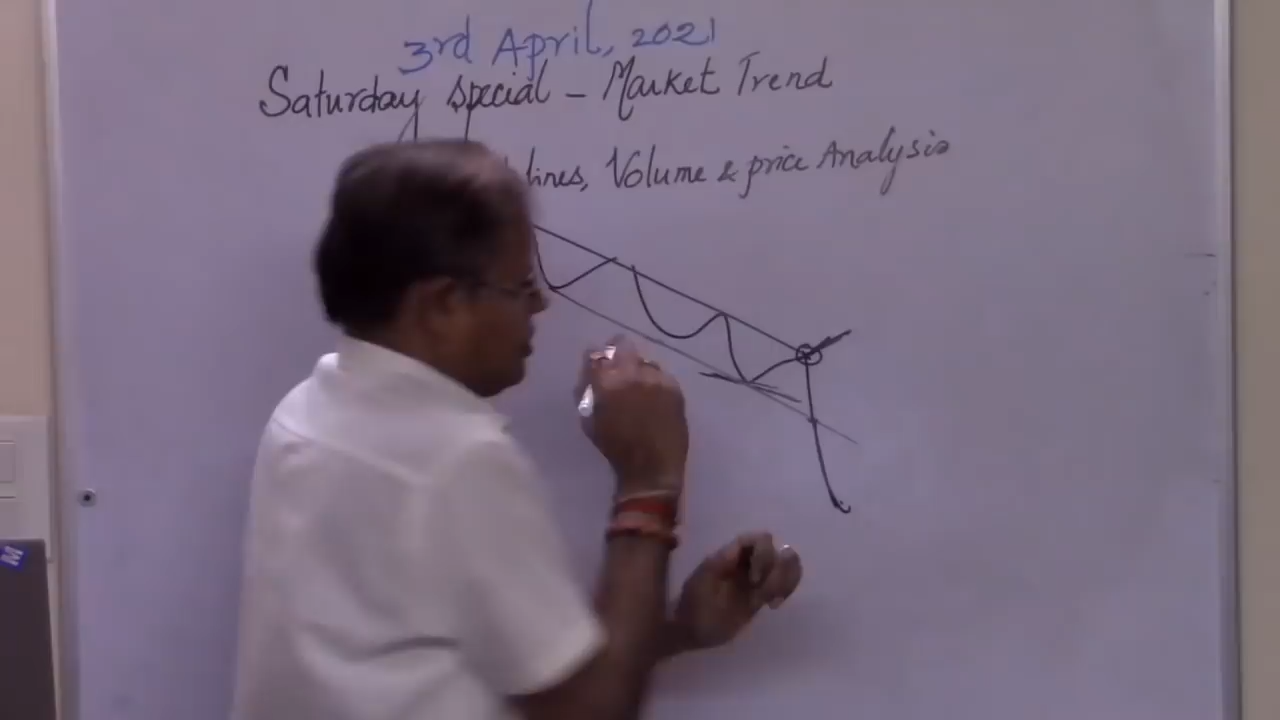 3rd April, 2021
Saturday special - Market Trend
lines, Volume & price Analysis
M